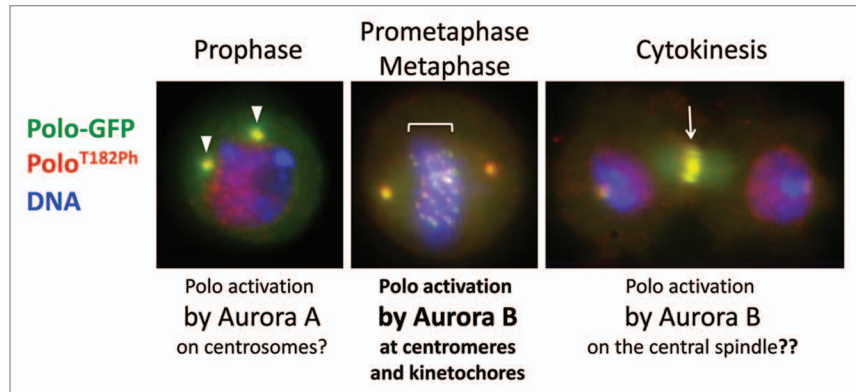 Prophase
Prometaphase
Metaphase
Cytokinesis
Polo-GFP
Polo^T182Ph
DNA
Polo activation
by Aurora A
on centrosomes?
Polo activation
by Aurora B
at centromeres
and kinetochores
Polo activation
by Aurora B
on the central spindle??